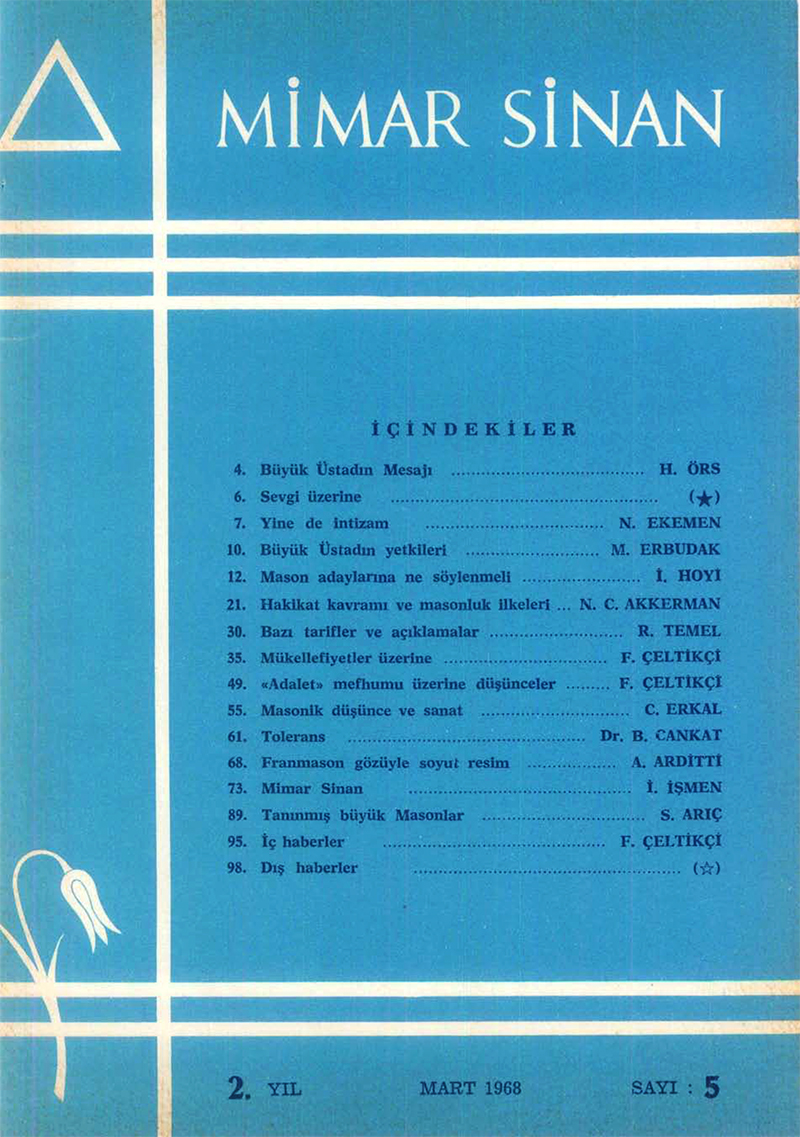 MİMAR SİNAN
İÇİNDEKİLER
4. Büyük Üstadın Mesajı ........................................ H. ÖRS
6. Sevgi üzerine ........................................................ (★)
7. Yine de intizam ..................................... N. EKEMEN
10. Büyük Üstadın yetkileri ........................... M. ERBUDAK
12. Mason adaylarına ne söylenmeli ........................ İ. HOYİ
21. Hakikat kavramı ve masonluk ilkeleri ... N. C. AKKERMAN
30. Bazı tarifler ve açıklamalar ............................ R. TEMEL
35. Mükellefiyetler üzerine .................................. F. ÇELTİKÇİ
49. «Adalet» mefhumu üzerine düşünceler ......... F. ÇELTİKÇİ
55. Masonik düşünce ve sanat ............................... C. ERKAL
61. Tolerans .................................................. Dr. B. CANKAT
68. Franmason gözüyle soyut resim ................... A. ARDİTTİ
73. Mimar Sinan ............................................... İ. İŞMEN
89. Tanınmış büyük Masonlar .................................. S. ARIÇ
95. İç haberler .............................................. F. ÇELTİKÇİ
98. Dış haberler ........................................................ (☆)
2. YIL MART 1968 SAYI : 5